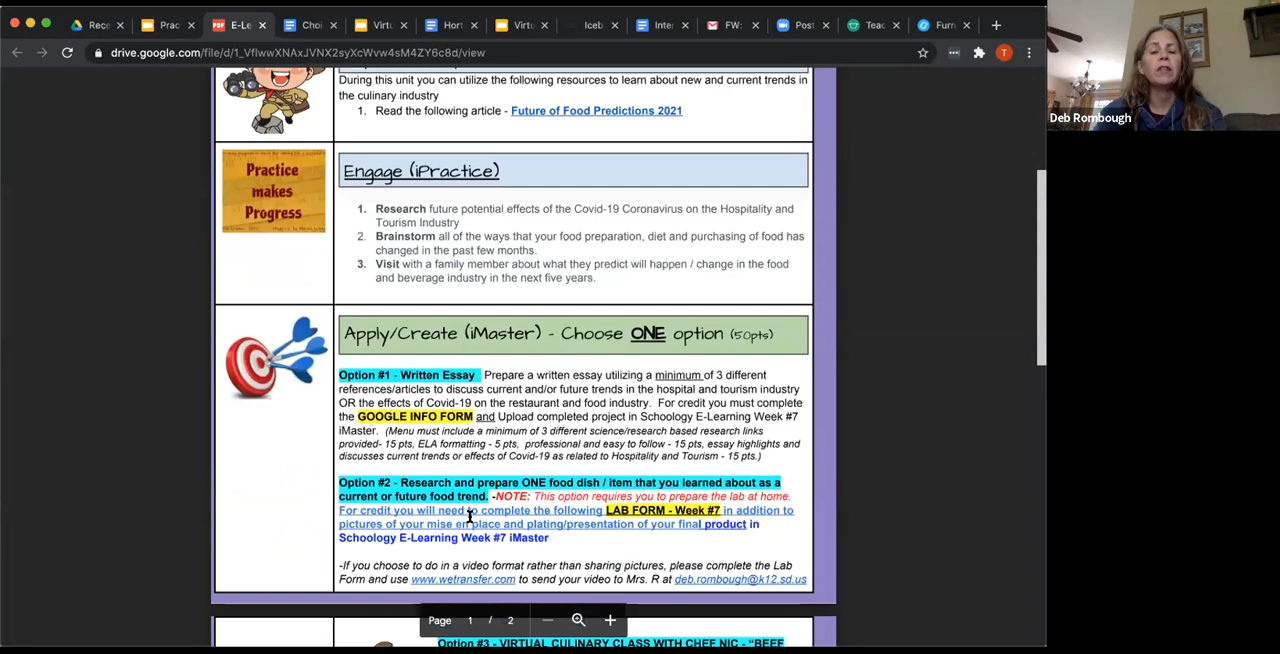 Rece
Prac
E-Le
Choi
Virtu
Hort
Virtu
Iceb
Inter
FW:
Post
Teac
Furn
drive.google.com/file/d/1_VfIwwXNAxJVNX2syXcWvw4sM4ZY6c8d/view
T
Deb Rombough
During this unit you can utilize the following resources to learn about new and current trends in
the culinary industry
1. Read the following article - Future of Food Predictions 2021
Practice
makes
Progress
Engage (iPractice)
1. Research future potential effects of the Covid-19 Coronavirus on the Hospitality and
Tourism Industry
2. Brainstorm all of the ways that your food preparation, diet and purchasing of food has
changed in the past few months.
3. Visit with a family member about what they predict will happen / change in the food
and beverage industry in the next five years.
Apply/Create (iMaster) - Choose ONE option (50pts)
Option #1 - Written Essay Prepare a written essay utilizing a minimum of 3 different
references/articles to discuss current and/or future trends in the hospital and tourism industry
OR the effects of Covid-19 on the restaurant and food industry. For credit you must complete
the GOOGLE INFO FORM and Upload completed project in Schoology E-Learning Week #7
iMaster. (Menu must include a minimum of 3 different science/research based research links
provided- 15 pts, ELA formatting - 5 pts, professional and easy to follow - 15 pts, essay highlights and
discusses current trends or effects of Covid-19 as related to Hospitality and Tourism - 15 pts.)
Option #2 - Research and prepare ONE food dish / item that you learned about as a
current or future food trend. -NOTE: This option requires you to prepare the lab at home.
For credit you will need to complete the following LAB FORM - Week #7 in addition to
pictures of your mise en place and plating/presentation of your final product in
Schoology E-Learning Week #7 iMaster
-If you choose to do in a video format rather than sharing pictures, please complete the Lab
Form and use www.wetransfer.com to send your video to Mrs. R at deb.rombough@k12.sd.us
Page 1 / 2
Option #3 - VIRTUAL CULINARY CLASS WITH CHEF NIC - "BEEF